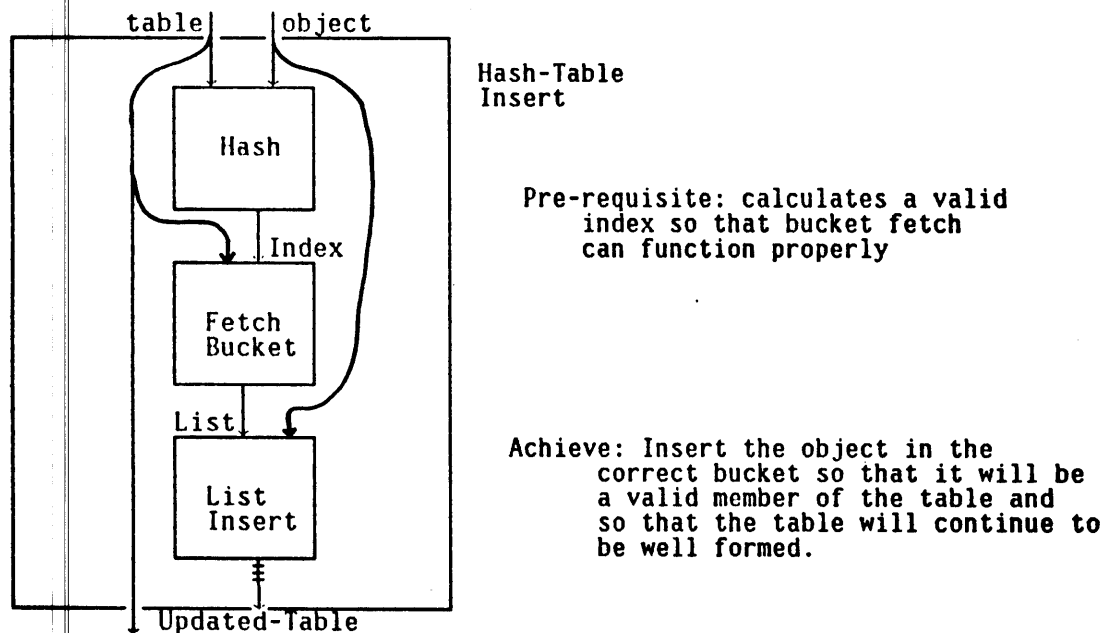 table
object
Hash-Table
Insert
Hash
Pre-requisite: calculates a valid
index so that bucket fetch
can function properly
Index
Fetch
Bucket
List
Achieve: Insert the object in the
correct bucket so that it will be
a valid member of the table and
so that the table will continue to
be well formed.
List
Insert
Updated-Table